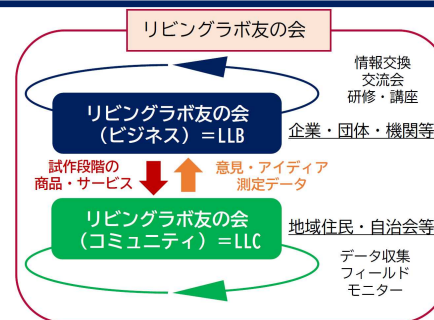 リビングラボ友の会
情報交換
交流会
研修・講座
リビングラボ友の会
（ビジネス）＝LLB
企業・団体・機関等
試作段階の
商品・サービス
意見・アイディア
測定データ
リビングラボ友の会
（コミュニティ）＝LLC
地域住民・自治会等
データ収集
フィールド
モニター